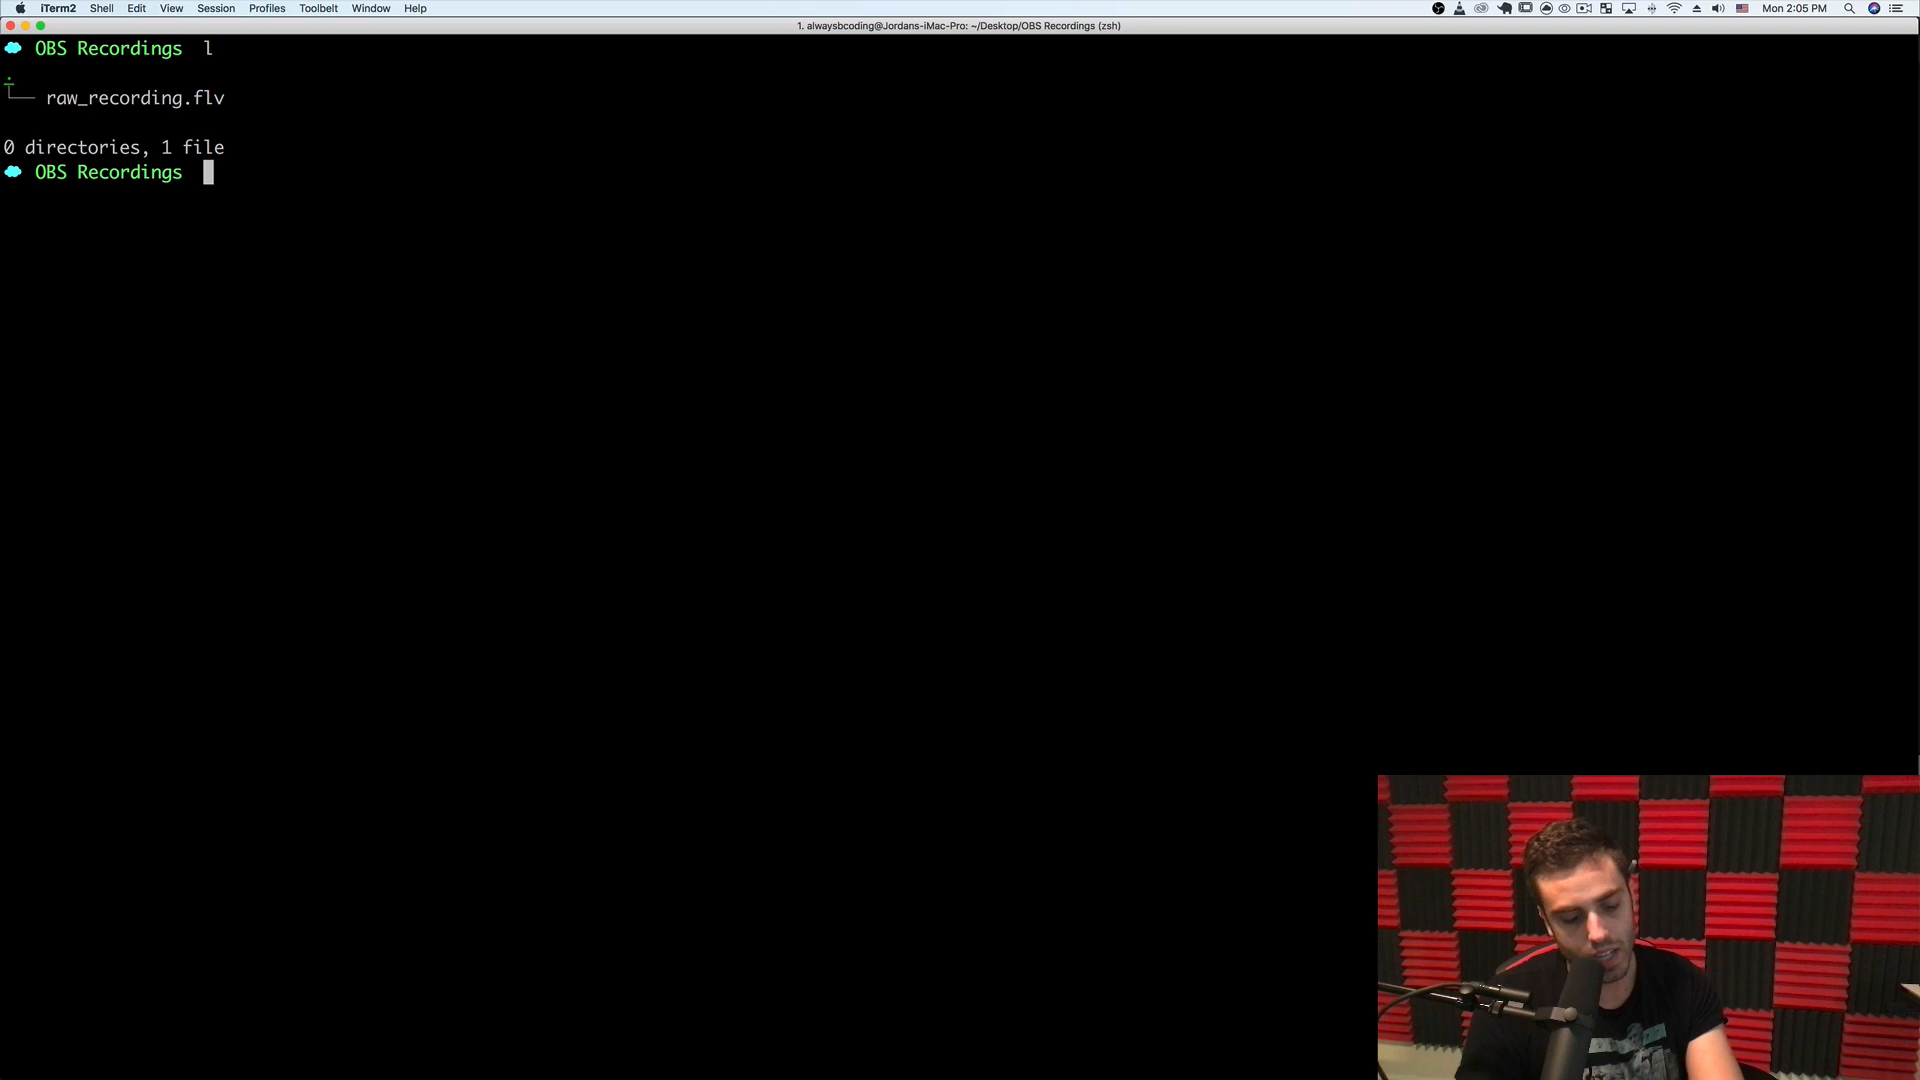 iTerm2 Shell Edit View Session Profiles Toolbelt Window Help Mon 2:05 PM
1. alwaysbcoding@Jordans-iMac-Pro: ~/Desktop/OBS Recordings (zsh)
OBS Recordings l
.
└── raw_recording.flv
0 directories, 1 file
OBS Recordings